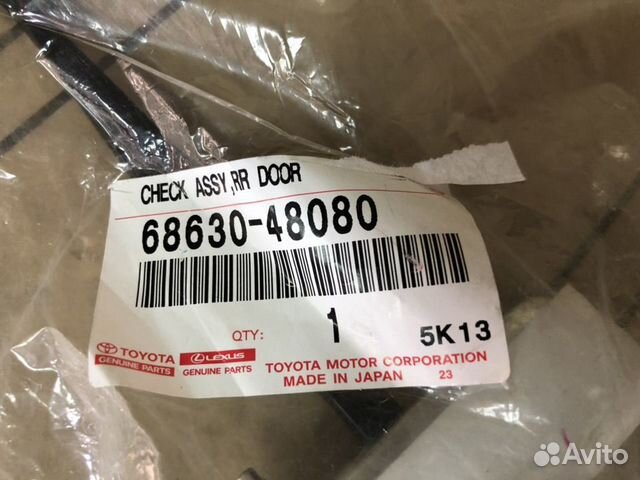 CHECK ASSY,RR DOOR
68630-48080
QTY: 1 5K13
TOYOTA
GENUINE PARTS
LEXUS
GENUINE PARTS
TOYOTA MOTOR CORPORATION
MADE IN JAPAN 23
Avito